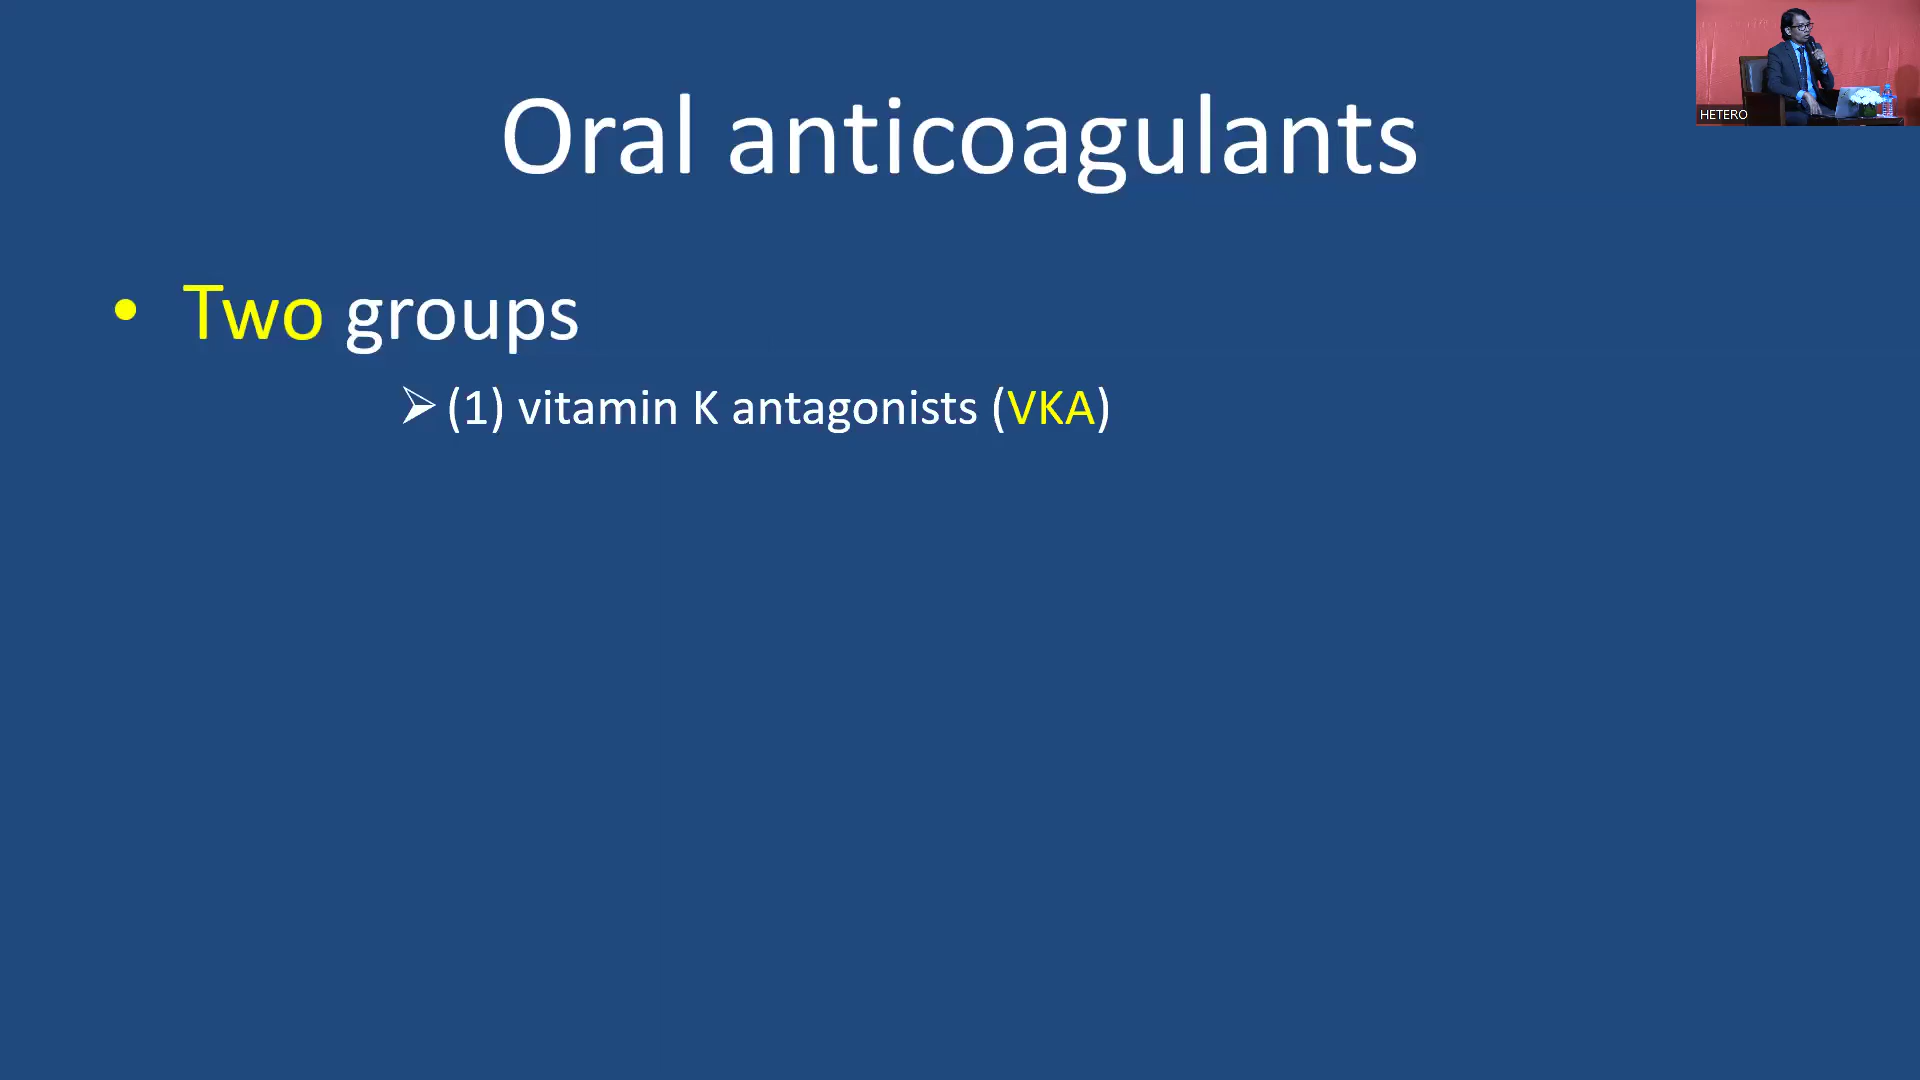 HETERO
Oral anticoagulants
• Two groups
➢ (1) vitamin K antagonists (VKA)